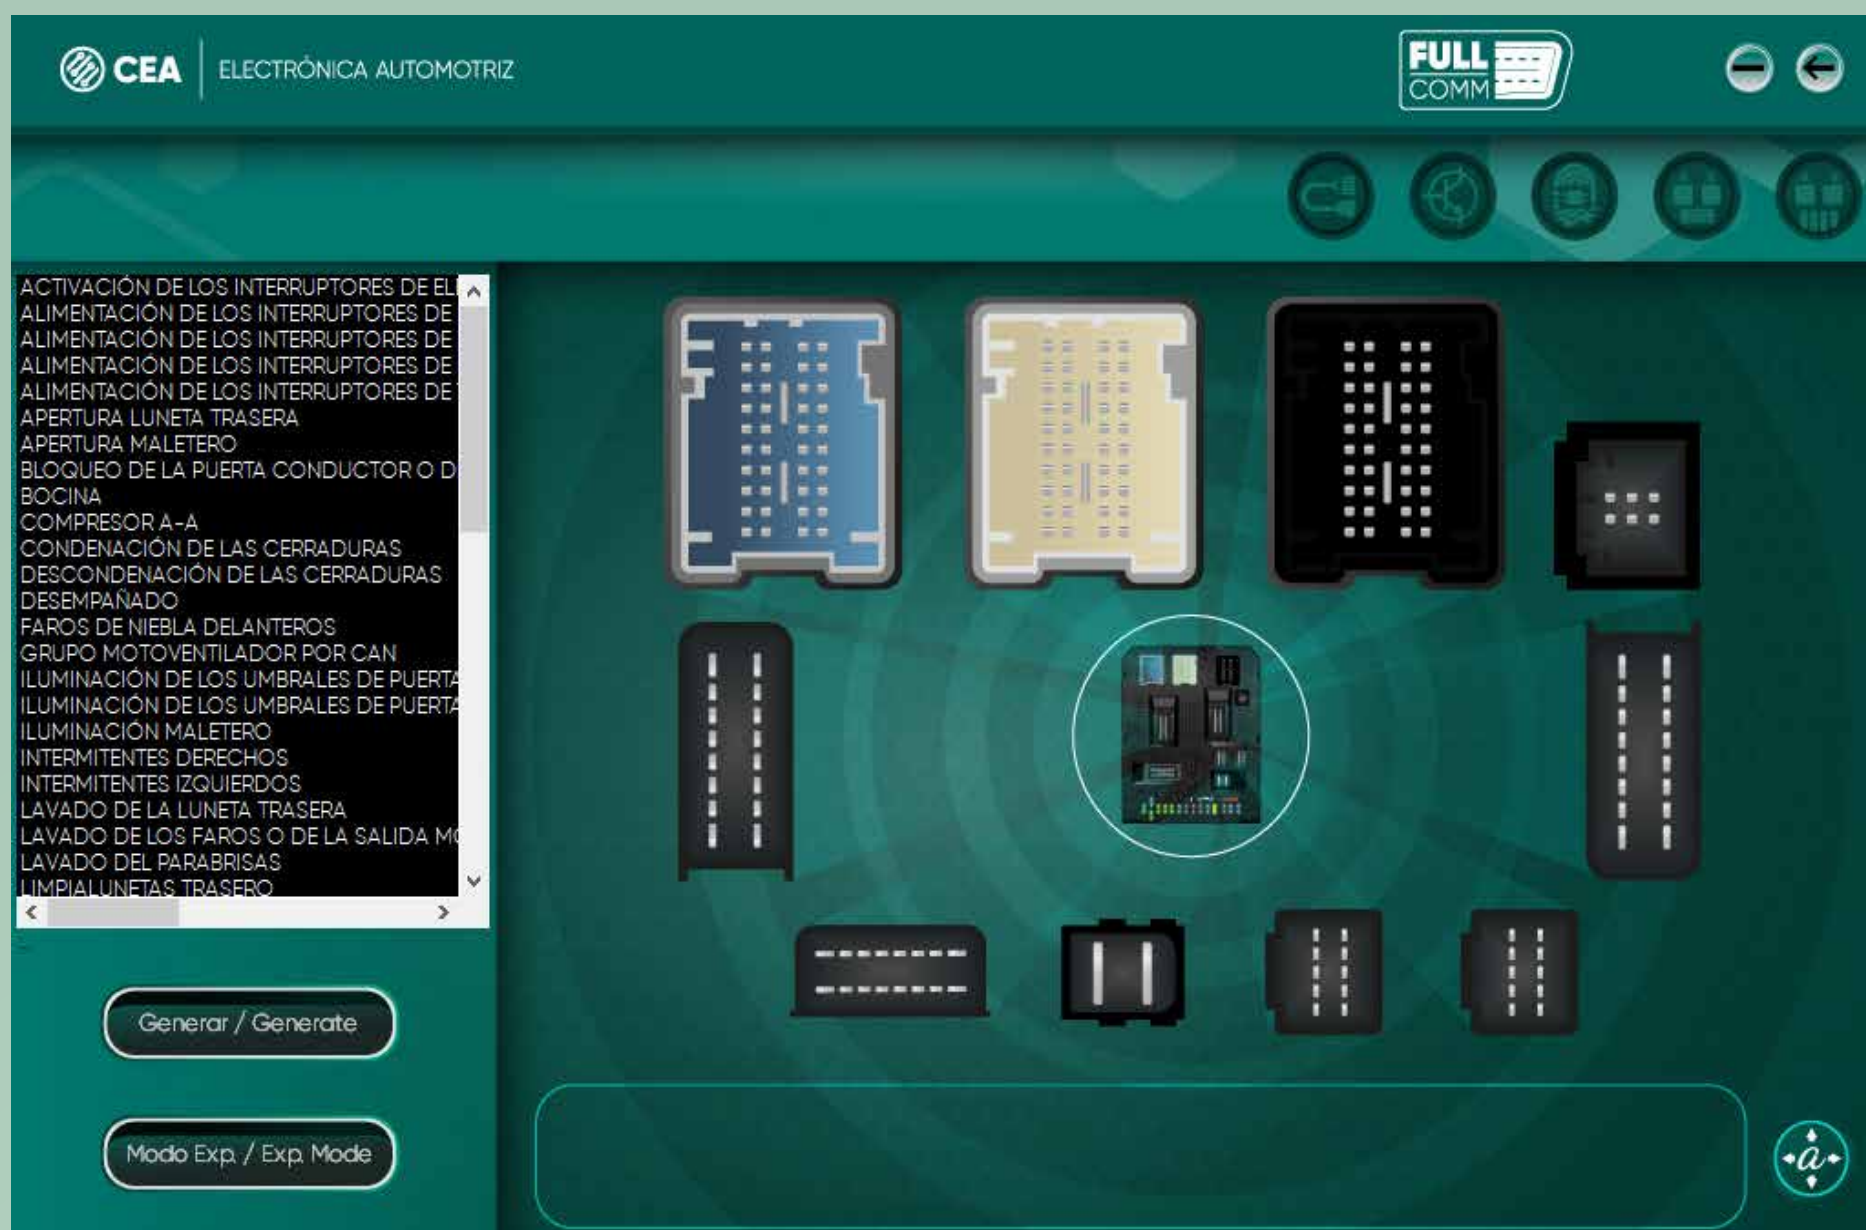 CEA
ELECTRÓNICA AUTOMOTRIZ
FULL
COMM
ACTIVACIÓN DE LOS INTERRUPTORES DE
ALIMENTACIÓN DE LOS INTERRUPTORES DE
ALIMENTACIÓN DE LOS INTERRUPTORES DE
ALIMENTACIÓN DE LOS INTERRUPTORES DE
ALIMENTACIÓN DE LOS INTERRUPTORES DE
APERTURA LUNETA TRASERA
APERTURA MALETERO
BLOQUEO DE LA PUERTA CONDUCTOR O D
BOCINA
COMPRESOR A-A
CONDENACIÓN DE LAS CERRADURAS
DESCONDENACIÓN DE LAS CERRADURAS
DESEMPAÑADO
FAROS DE NIEBLA DELANTEROS
GRUPO MOTOVENTILADOR POR CAN
ILUMINACIÓN DE LOS UMBRALES DE PUERTA
ILUMINACIÓN DE LOS UMBRALES DE PUERTA
ILUMINACIÓN MALETERO
INTERMITENTES DERECHOS
INTERMITENTES IZQUIERDOS
LAVADO DE LA LUNETA TRASERA
LAVADO DE LOS FAROS O DE LA SALIDA
LAVADO DEL PARABRISAS
LIMPIALUNETAS TRASERO
Generar / Generate
Modo Exp. / Exp. Mode
a